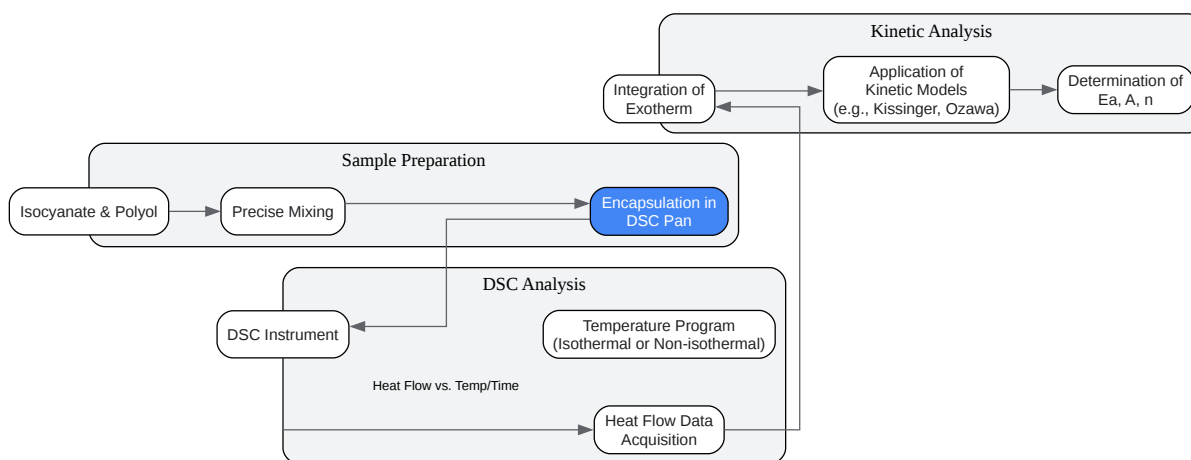 Kinetic Analysis
Integration of
Exotherm
Application of
Kinetic Models
(e.g., Kissinger, Ozawa)
Determination of
Ea, A, n
Sample Preparation
Isocyanate & Polyol
Precise Mixing
Encapsulation in
DSC Pan
DSC Analysis
DSC Instrument
Temperature Program
(Isothermal or Non-isothermal)
Heat Flow vs. Temp/Time
Heat Flow Data
Acquisition